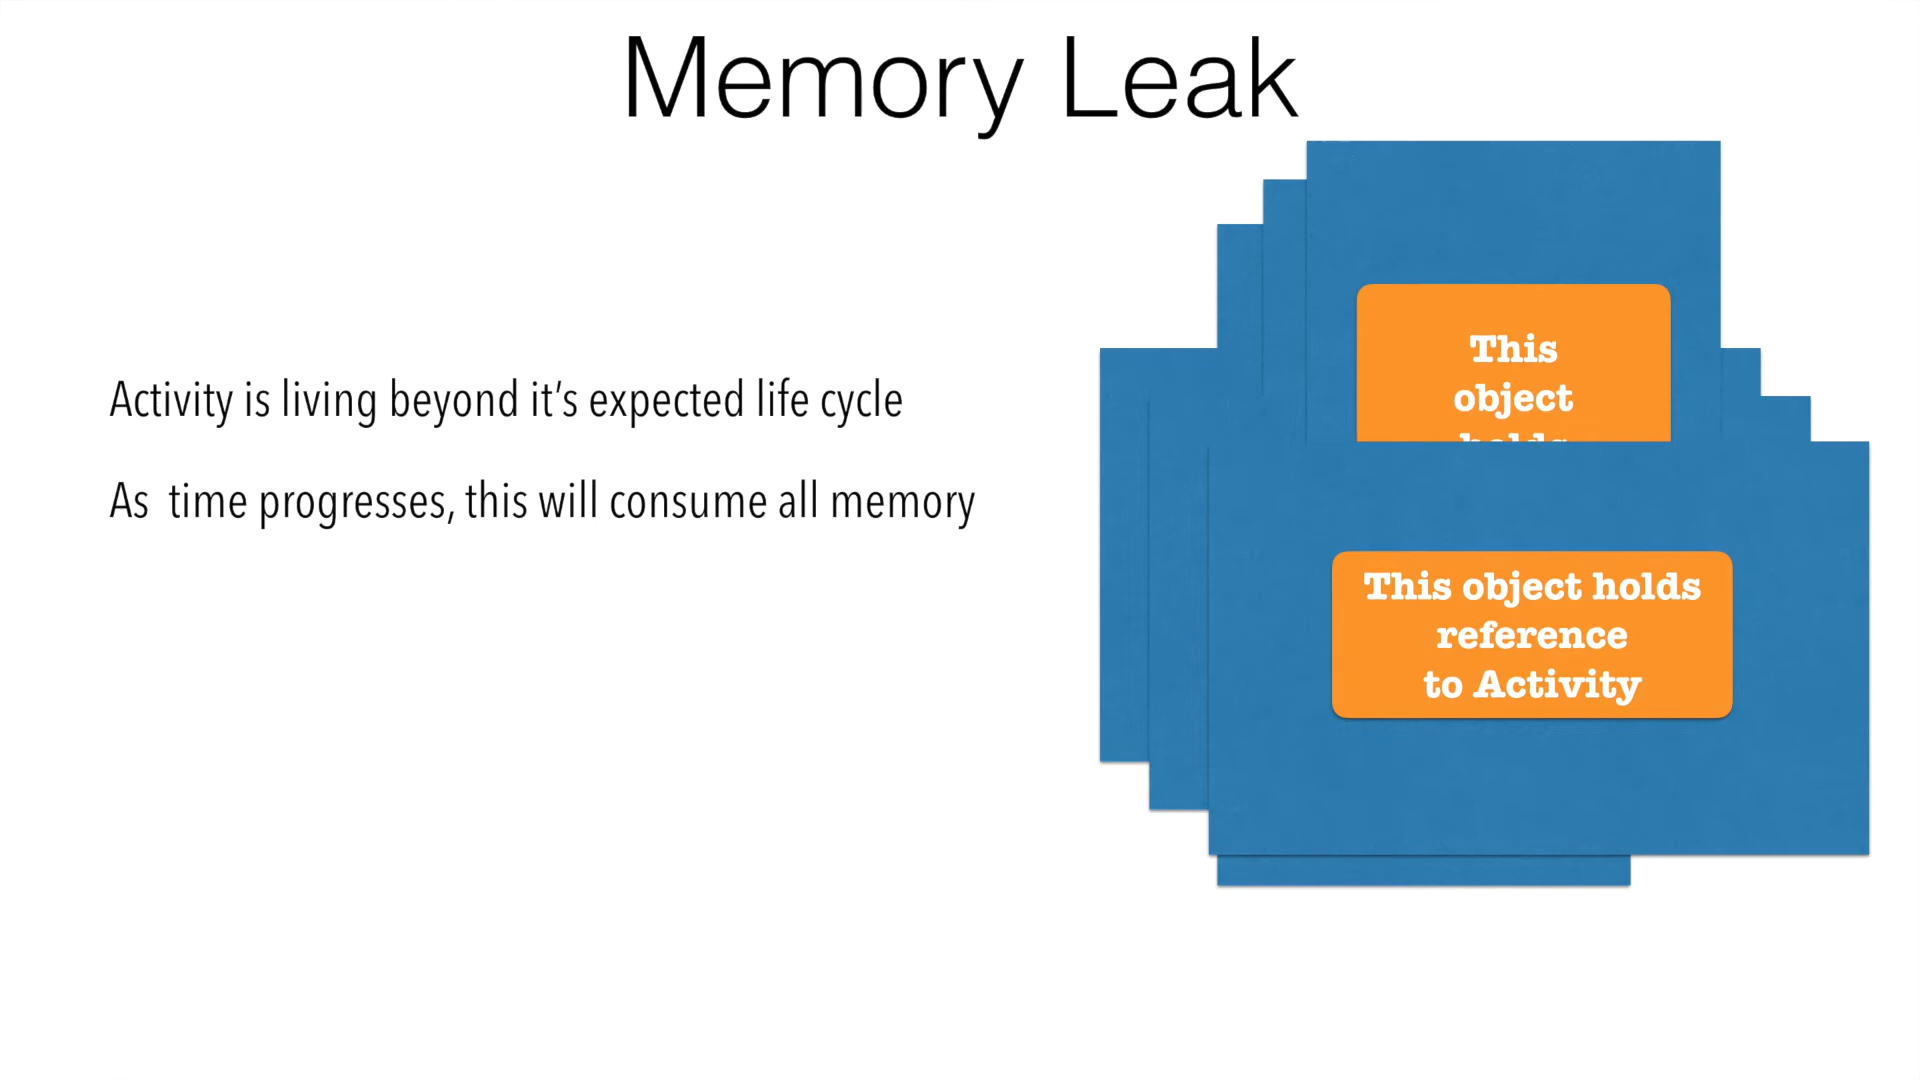 Memory Leak
Activity is living beyond it’s expected life cycle
As  time progresses, this will consume all memory
This
object
holds
This object holds
reference
to Activity